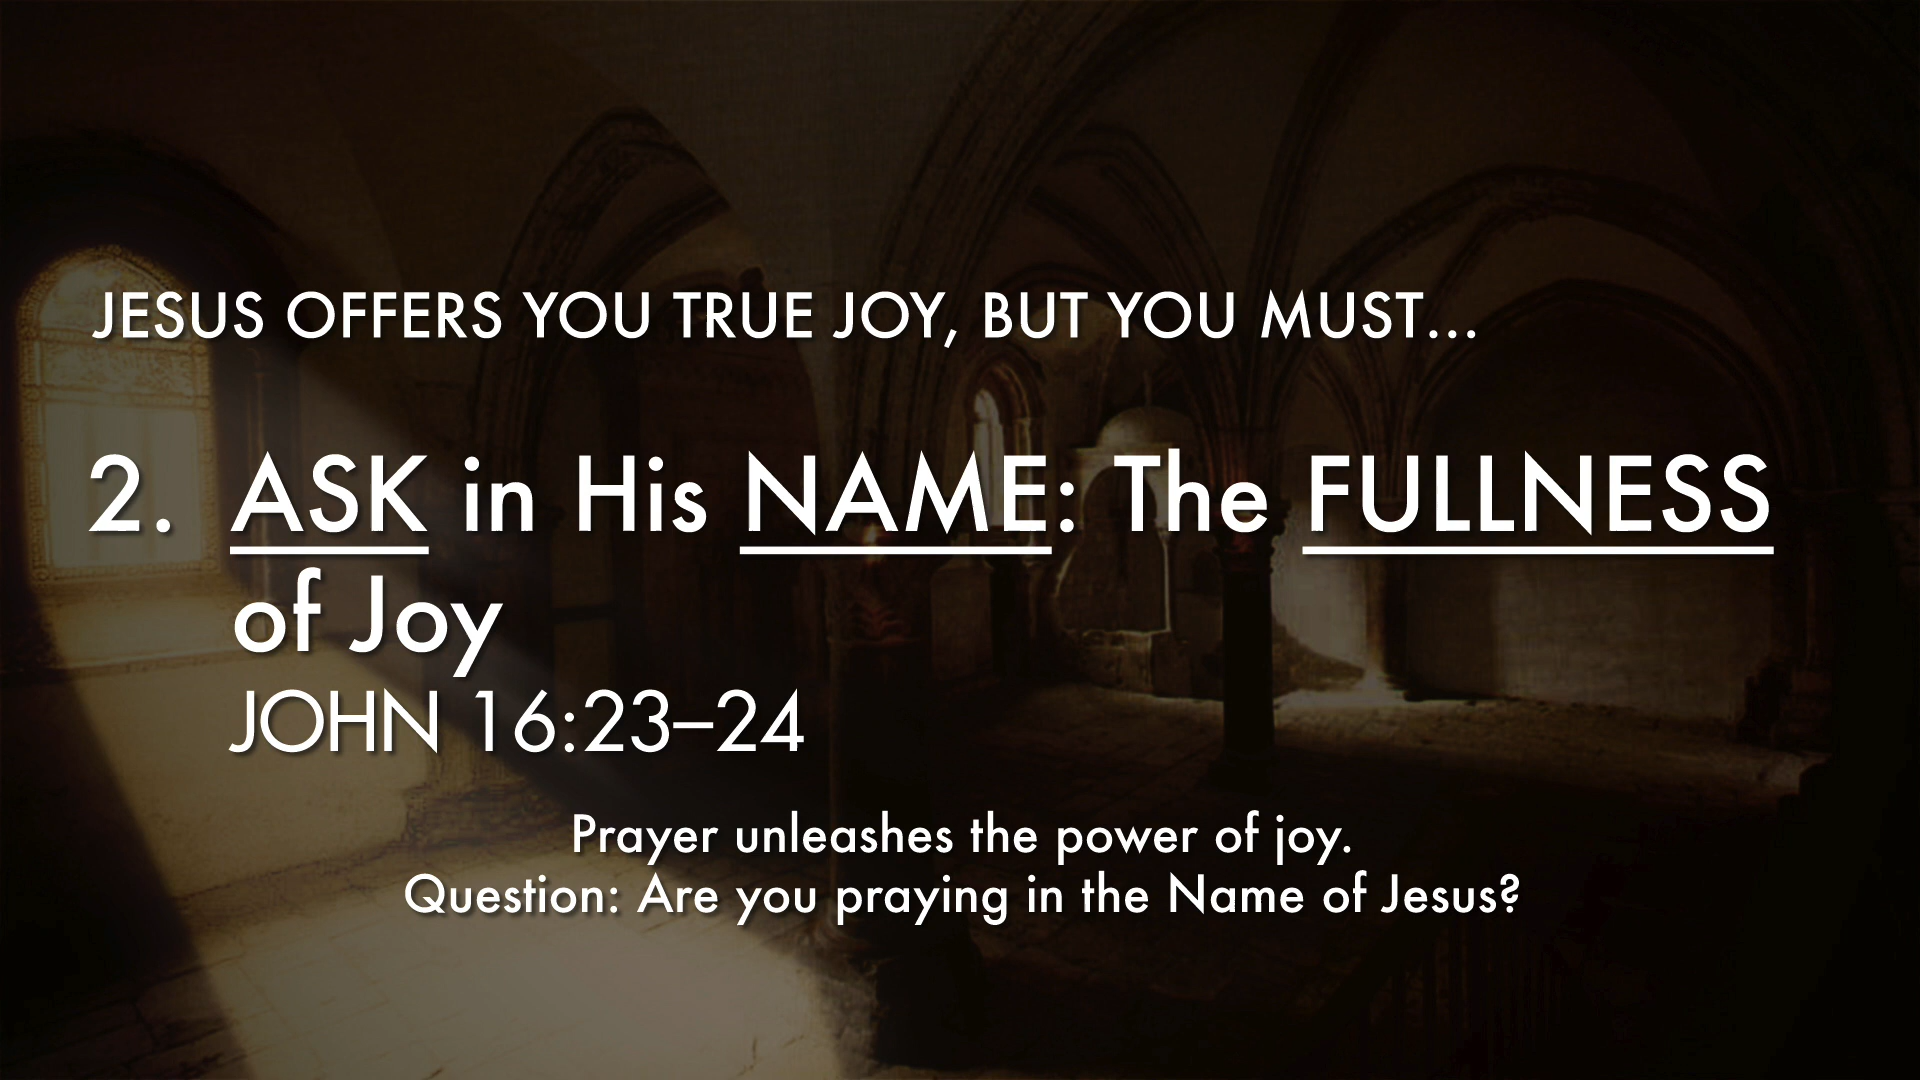 JESUS OFFERS YOU TRUE JOY, BUT YOU MUST...
2. ASK in His NAME: The FULLNESS
of Joy
JOHN 16:23–24
Prayer unleashes the power of joy.
Question: Are you praying in the Name of Jesus?